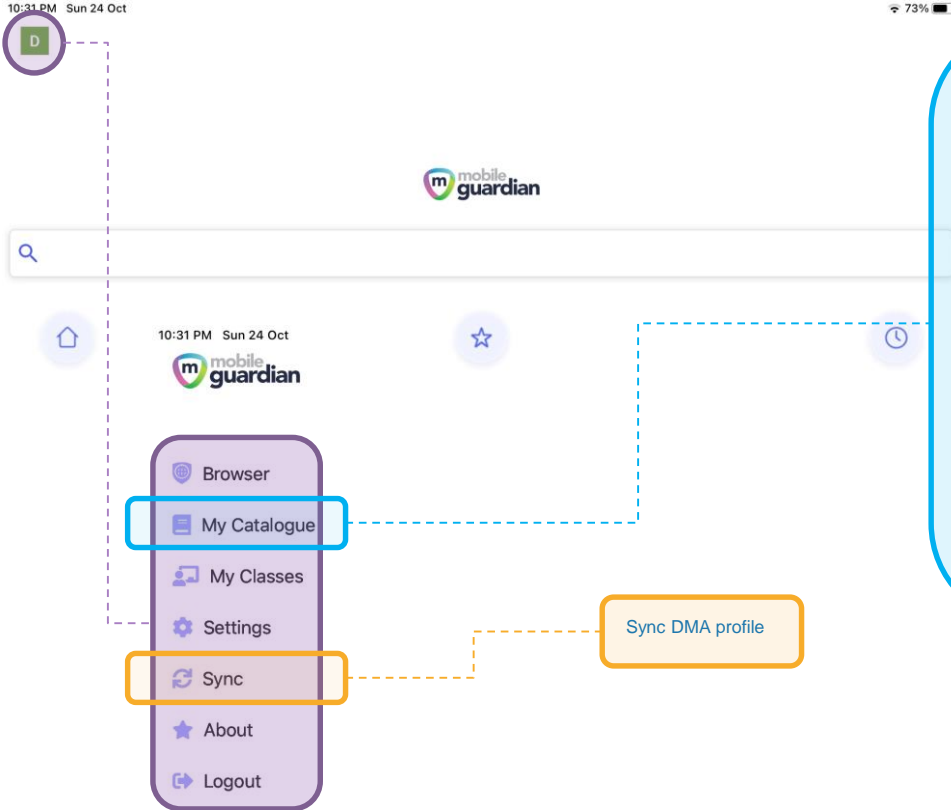 10:31 PM Sun 24 Oct
73%
D
m mobile
guardian
10:31 PM Sun 24 Oct
m mobile
guardian
Browser
My Catalogue
My Classes
Settings
Sync
Sync DMA profile
About
Logout